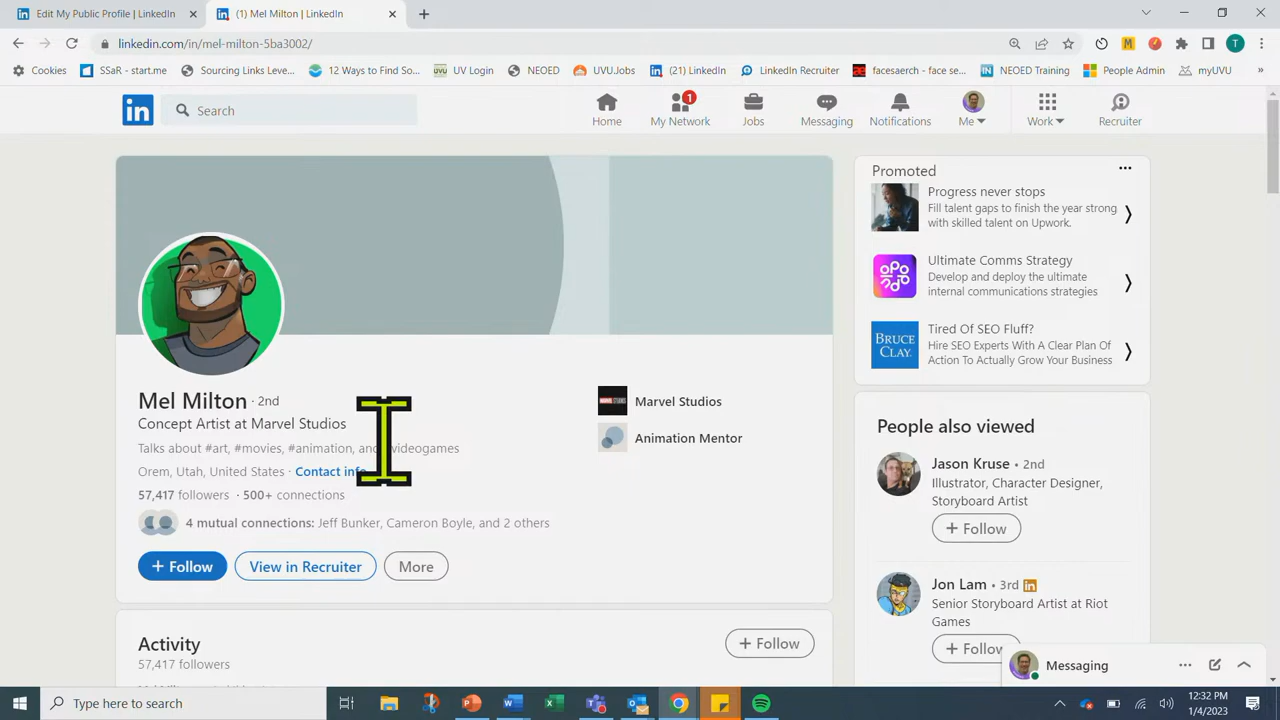 Edit My Public Profile | LinkedIn
(1) Mel Milton | LinkedIn
linkedin.com/in/mel-milton-5ba3002/
Cookies
SSaR - start.me
Sourcing Links Leve...
12 Ways to Find So...
UV Login
NEOED
UVU.Jobs
(21) LinkedIn
LinkedIn Recruiter
facesaerch - face se...
NEOED Training
People Admin
myUVU
»
in
Search
Home
My Network
1
Jobs
Messaging
Notifications
Me
Work
Recruiter
Mel Milton · 2nd
Concept Artist at Marvel Studios
Talks about #art, #movies, #animation, and videogames
Orem, Utah, United States · Contact info
57,417 followers · 500+ connections
4 mutual connections: Jeff Bunker, Cameron Boyle, and 2 others
+ Follow
View in Recruiter
More
Marvel Studios
Animation Mentor
Activity
57,417 followers
+ Follow
Promoted
Progress never stops
Fill talent gaps to finish the year strong
with skilled talent on Upwork.
Ultimate Comms Strategy
Develop and deploy the ultimate
internal communications strategies
BRUCE
CLAY
Tired Of SEO Fluff?
Hire SEO Experts With A Clear Plan Of
Action To Actually Grow Your Business
People also viewed
Jason Kruse • 2nd
Illustrator, Character Designer,
Storyboard Artist
+ Follow
Jon Lam • 3rd
Senior Storyboard Artist at Riot
Games
+ Follow
Messaging
Type here to search
12:32 PM
1/4/2023